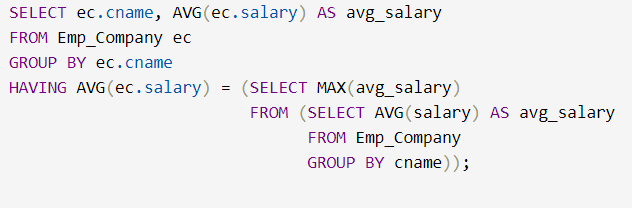 SELECT ec.cname, AVG(ec.salary) AS avg_salary
FROM Emp_Company ec
GROUP BY ec.cname
HAVING AVG(ec.salary) = (SELECT MAX(avg_salary)
                         FROM (SELECT AVG(salary) AS avg_salary
                               FROM Emp_Company
                               GROUP BY cname));